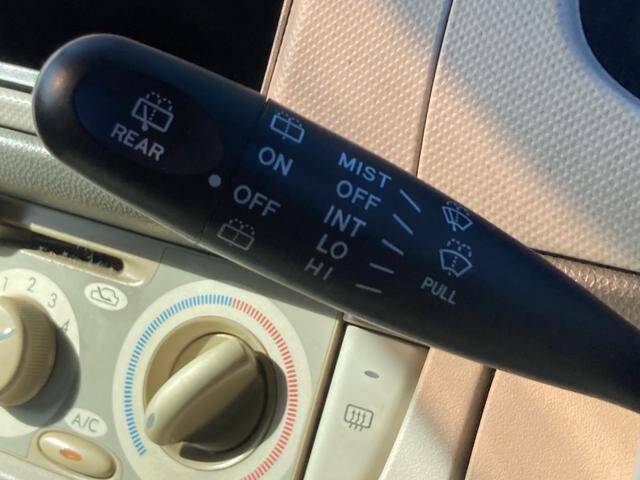 REAR
ON
OFF
MIST
OFF
INT
LO
HI
PULL
1 2 3 4
A/C